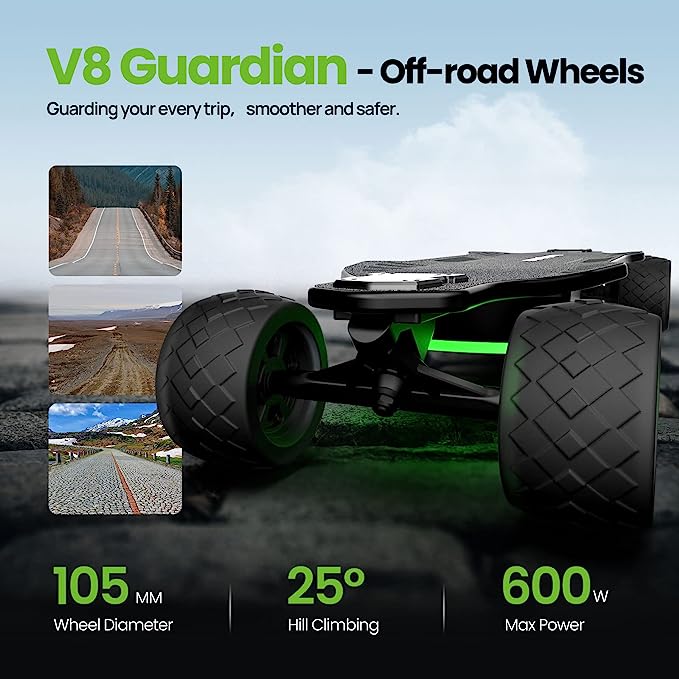 V8 Guardian - Off-road Wheels
Guarding your every trip, smoother and safer.
105 MM
Wheel Diameter
25°
Hill Climbing
600W
Max Power